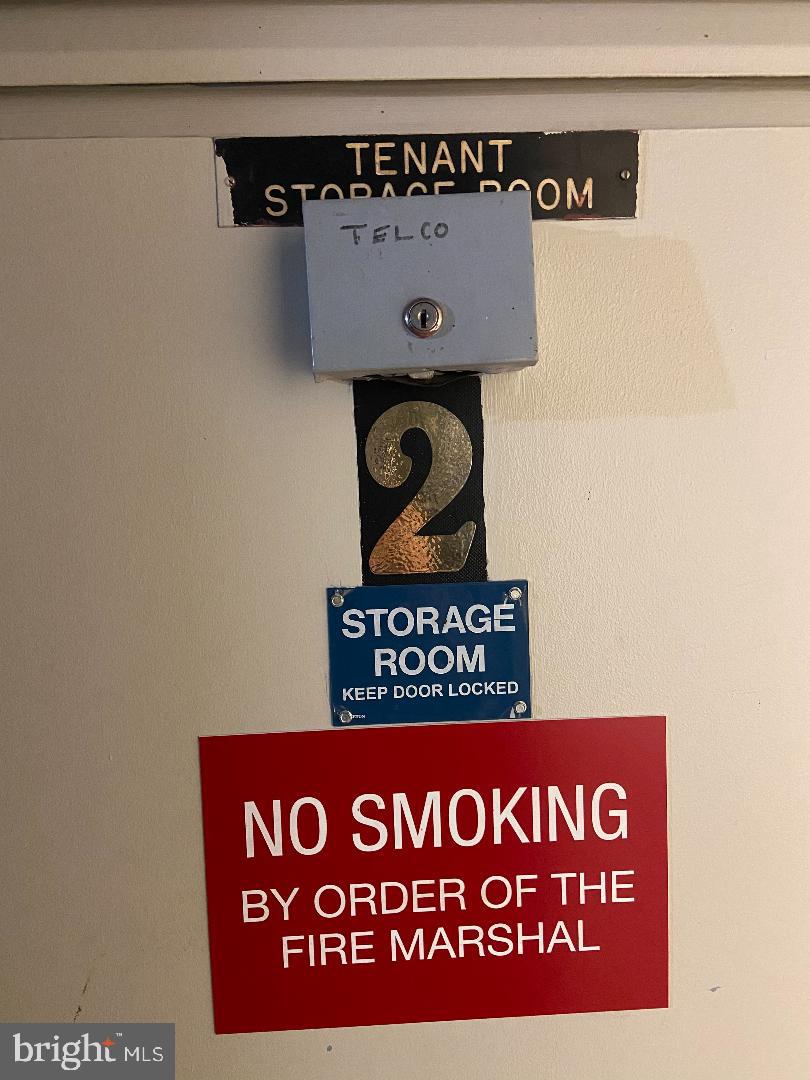 TENANT
STORAGE ROOM
TELCO
2
STORAGE
ROOM
KEEP DOOR LOCKED
NO SMOKING
BY ORDER OF THE
FIRE MARSHAL
bright™ MLS